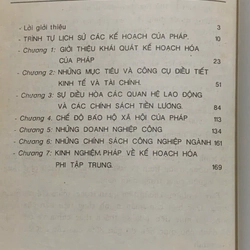 - Lời giới thiệu 3
- TRÌNH TỰ LỊCH SỬ CÁC KẾ HOẠCH CỦA PHÁP. 10
- Chương 1: GIỚI THIỆU KHÁI QUÁT KẾ HOẠCH HÓA
CỦA PHÁP 23
- Chương 2: NHỮNG MỤC TIÊU VÀ CÔNG CỤ ĐIỀU TIẾT
KINH TẾ VÀ TÀI CHÍNH. 51
- Chương 3: SỰ ĐIỀU HÒA CÁC QUAN HỆ LAO ĐỘNG
VÀ CÁC CHÍNH SÁCH TIỀN LƯƠNG. 84
- Chương 4. CHẾ ĐỘ BẢO HỘ XÃ HỘI CỦA PHÁP 113
- Chương 5: NHỮNG DOANH NGHIỆP CÔNG 134
- Chương 6: NHỮNG CHÍNH SÁCH CÔNG NGHIỆP NGÀNH 161
- Chương 7: KINH NGHIỆM PHÁP VỀ KẾ HOẠCH HÓA
PHI TẬP TRUNG. 169